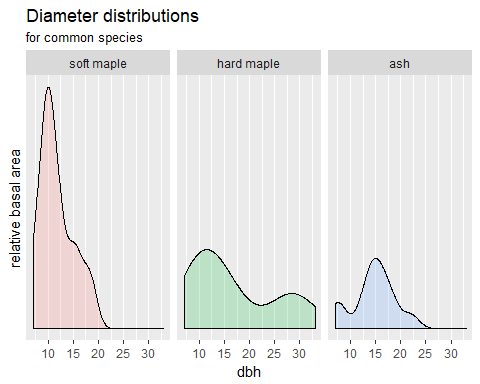 Diameter distributions
for common species
soft maple
hard maple
ash
relative basal area
10 15 20 25 30
10 15 20 25 30
10 15 20 25 30
dbh